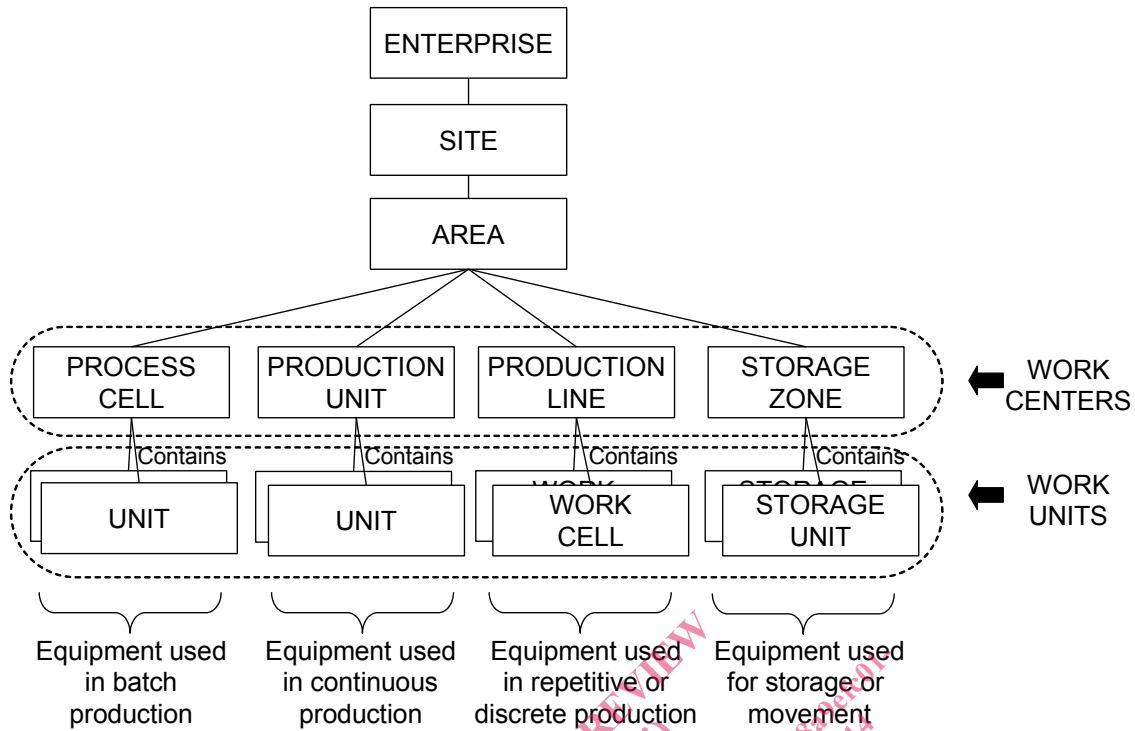 ENTERPRISE
SITE
AREA
PROCESS
CELL
PRODUCTION
UNIT
PRODUCTION
LINE
STORAGE
ZONE
WORK
CENTERS
Contains
Contains
Contains
Contains
UNIT
UNIT
WORK
WORK
CELL
STORAGE
STORAGE
UNIT
WORK
UNITS
Equipment used
in batch
production
Equipment used
in continuous
production
Equipment used
in repetitive or
discrete production
Equipment used
for storage or
movement